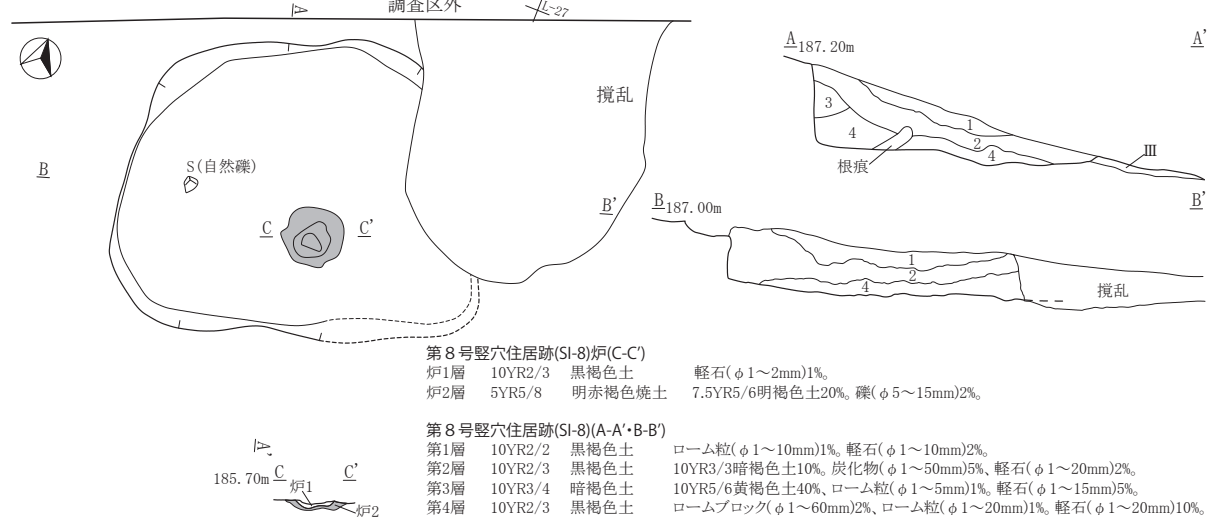 A
調査区外
L-27
撹乱
S(自然礫)
B
B'
C
C'
A 187.20m
A'
3
4
1
2
4
根痕
Ⅲ
B 187.00m
B'
1
2
4
撹乱
第8号竪穴住居跡(SI-8)炉(C-C')
炉1層 10YR2/3 黒褐色土 軽石(φ1～2mm)1%。
炉2層 5YR5/8 明赤褐色焼土 7.5YR5/6明褐色土20%。礫(φ5～15mm)2%。
第8号竪穴住居跡(SI-8)(A-A'・B-B')
第1層 10YR2/2 黒褐色土 ローム粒(φ1～10mm)1%。軽石(φ1～10mm)2%。
第2層 10YR2/3 黒褐色土 10YR3/3暗褐色土10%。炭化物(φ1～50mm)5%、軽石(φ1～20mm)2%。
第3層 10YR3/4 暗褐色土 10YR5/6黄褐色土40%、ローム粒(φ1～5mm)1%。軽石(φ1～15mm)5%。
第4層 10YR2/3 黒褐色土 ロームブロック(φ1～60mm)2%、ローム粒(φ1～20mm)1%。軽石(φ1～20mm)10%。
A'
185.70m C C'
炉1
炉2